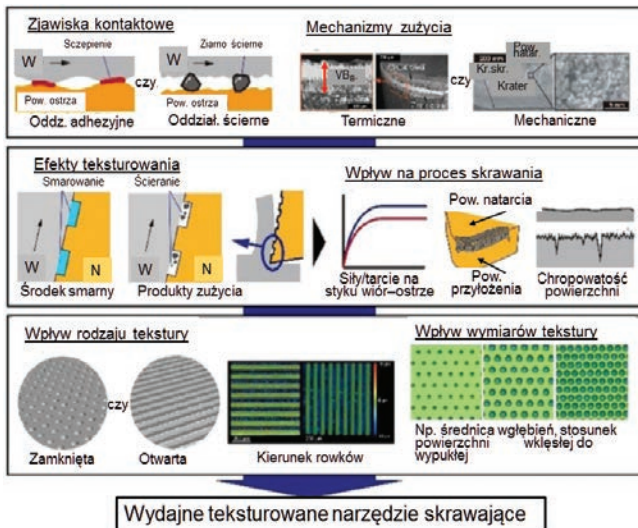 Zjawiska kontaktowe
Mechanizmy zużycia
Sczepienie
Ziarno ścierne
W
W
czy
Pow. ostrza
Pow. ostrza
Oddz. adhezyjne
Oddział. ścierne
VB
Termiczne
czy
Pow. natar.
Kr.skr.
Krater
Mechaniczne
Efekty teksturowania
Wpływ na proces skrawania
Smarowanie
Ścieranie
W
N
W
N
Środek smarny
Produkty zużycia
Siły/tarcie na
styku wiór–ostrze
Pow. natarcia
Pow.
przyłożenia
Chropowatość
powierzchni
Wpływ rodzaju tekstury
Wpływ wymiarów tekstury
czy
Zamknięta
Otwarta
Kierunek rowków
Np. średnica wgłębień, stosunek
powierzchni wklęsłej do
wypukłej
Wydajne teksturowane narzędzie skrawające